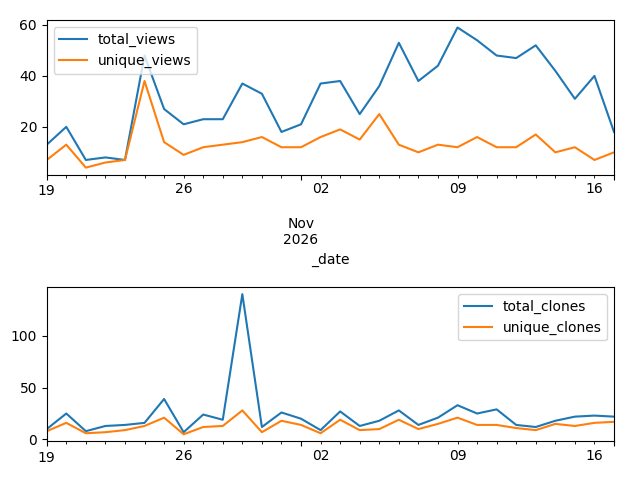 60
total_views
unique_views
40
20
19
26
02
09
16
Nov
2026
_date
total_clones
unique_clones
100
50
0
19
26
02
09
16